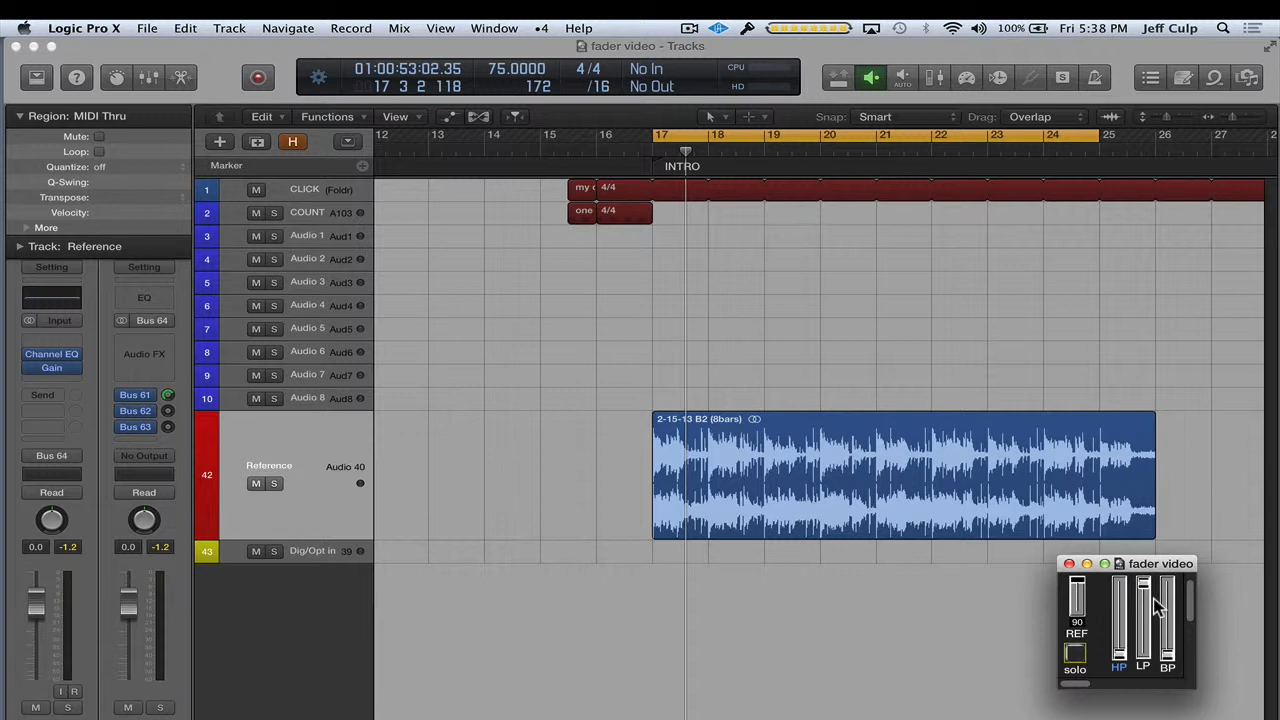 Logic Pro X File Edit Track Navigate Record Mix View Window •4 Help 100% Fri 5:38 PM Jeff Culp
fader video - Tracks
01:00:53:02.35 75.0000 4/4 No In CPU
17 3 2 118 172 /16 No Out HD
AUTO S
Region: MIDI Thru Edit Functions View Snap: Smart Drag: Overlap
Mute: H 12 13 14 15 16 17 18 19 20 21 22 23 24 25 26 27
Loop:
Quantize: off Marker INTRO
Q-Swing: 1 M CLICK (Foldr) my 4/4
Transpose:
Velocity: 2 M S COUNT A103 one 4/4
More 3 M S Audio 1 Aud1
Track: Reference 4 M S Audio 2 Aud2
Setting Setting 5 M S Audio 3 Aud3
EQ 6 M S Audio 4 Aud4
Input Bus 64 7 M S Audio 5 Aud5
Channel EQ Audio FX 8 M S Audio 6 Aud6
Gain 9 M S Audio 7 Aud7
Send Bus 61 10 M S Audio 8 Aud8
Bus 62 2-15-13 B2 (8bars)
Bus 63
Bus 64 No Output 42 Reference Audio 40
Read Read M S
0.0 -1.2 0.0 -1.2 43 M S Dig/Opt in 39
fader video
90
REF
solo HP LP BP
I R
M S M S